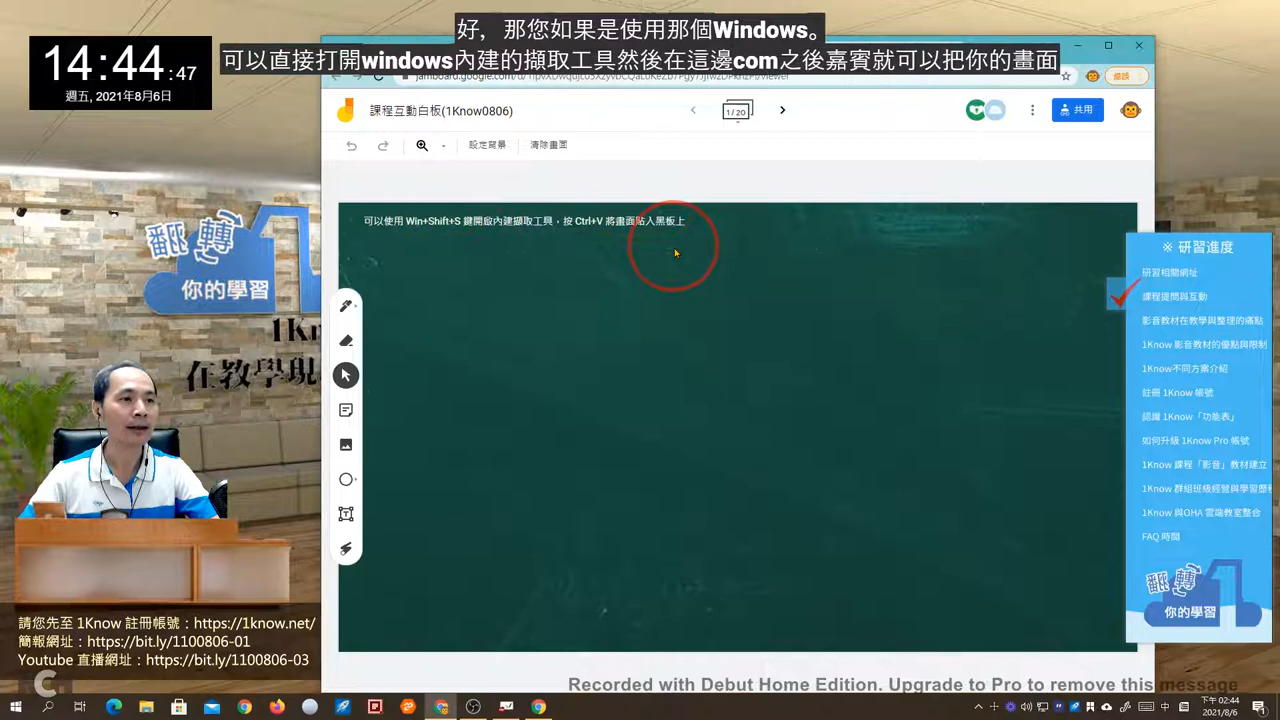 好，那您如果是使用那個Windows。
可以直接打開windows內建的擷取工具然後在這邊com之後嘉賓就可以把你的畫面
14:44:47
週五, 2021年8月6日
課程互動白板(1Know0806)
1 / 20
共用
設定背景
清除畫面
可以使用 Win+Shift+S 鍵開啟內建擷取工具，按 Ctrl+V 將畫面貼入黑板上
翻轉
你的學習
1Kn
在教學現
※ 研習進度
研習相關網址
課程提問與互動
影音教材在教學與整理的痛點
1Know 影音教材的優點與限制
1Know不同方案介紹
註冊 1Know 帳號
認識 1Know「功能表」
如何升級 1Know Pro 帳號
1Know 課程「影音」教材建立
1Know 群組班級經營與學習歷程
1Know 與OHA 雲端教室整合
FAQ 時間
翻轉
你的學習
請您先至 1Know 註冊帳號：https://1know.net/
簡報網址：https://bit.ly/1100806-01
Youtube 直播網址：https://bit.ly/1100806-03
Recorded with Debut Home Edition. Upgrade to Pro to remove this message
中
下午 02:44
2021/8/6